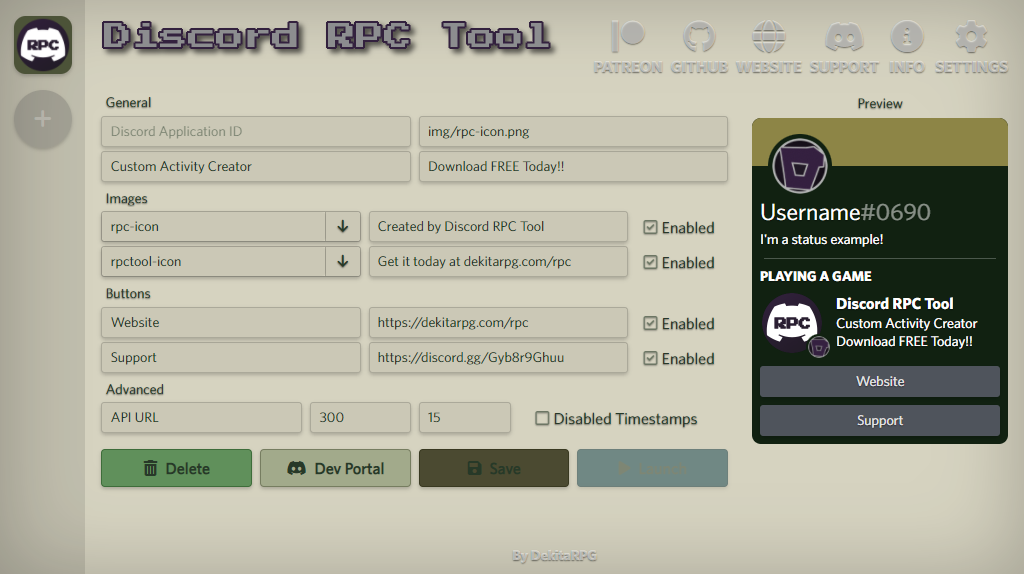 RPC
Discord RPC Tool
PATREON GITHUB WEBSITE SUPPORT INFO SETTINGS
General
Discord Application ID
img/rpc-icon.png
Custom Activity Creator
Download FREE Today!!
Images
rpc-icon
Created by Discord RPC Tool
Enabled
rpctool-icon
Get it today at dekitarpg.com/rpc
Enabled
Buttons
Website
https://dekitarpg.com/rpc
Enabled
Support
https://discord.gg/Gyb8r9Ghuu
Enabled
Advanced
API URL
300
15
Disabled Timestamps
Delete
Dev Portal
Save
Preview
Username#0690
I'm a status example!
PLAYING A GAME
RPC
Discord RPC Tool
Custom Activity Creator
Download FREE Today!!
Website
Support
By DekitaRPG